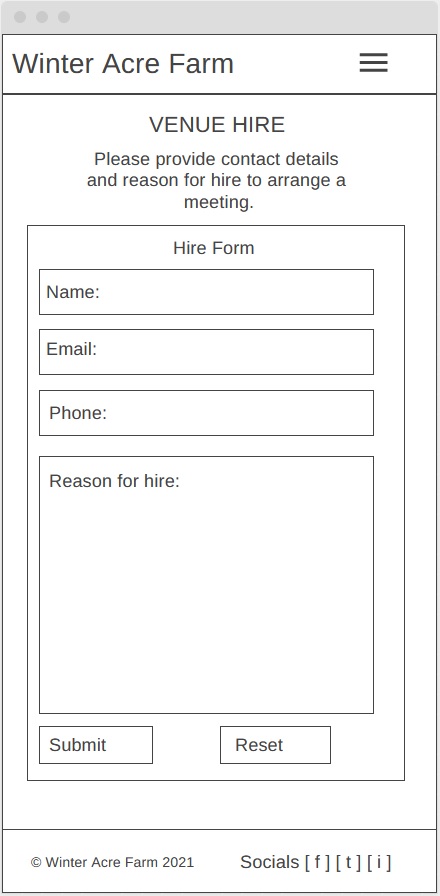 Winter Acre Farm
VENUE HIRE
Please provide contact details
and reason for hire to arrange a
meeting.
Hire Form
Name:
Email:
Phone:
Reason for hire:
Submit Reset
© Winter Acre Farm 2021 Socials [ f ] [ t ] [ i ]